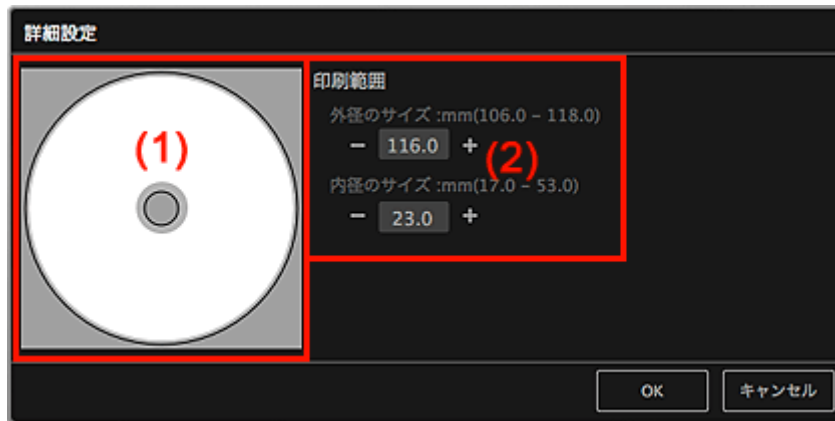 詳細設定
(1)
印刷範囲
外径のサイズ :mm(106.0 – 118.0)
− 116.0 +
(2)
内径のサイズ :mm(17.0 – 53.0)
− 23.0 +
OK
キャンセル